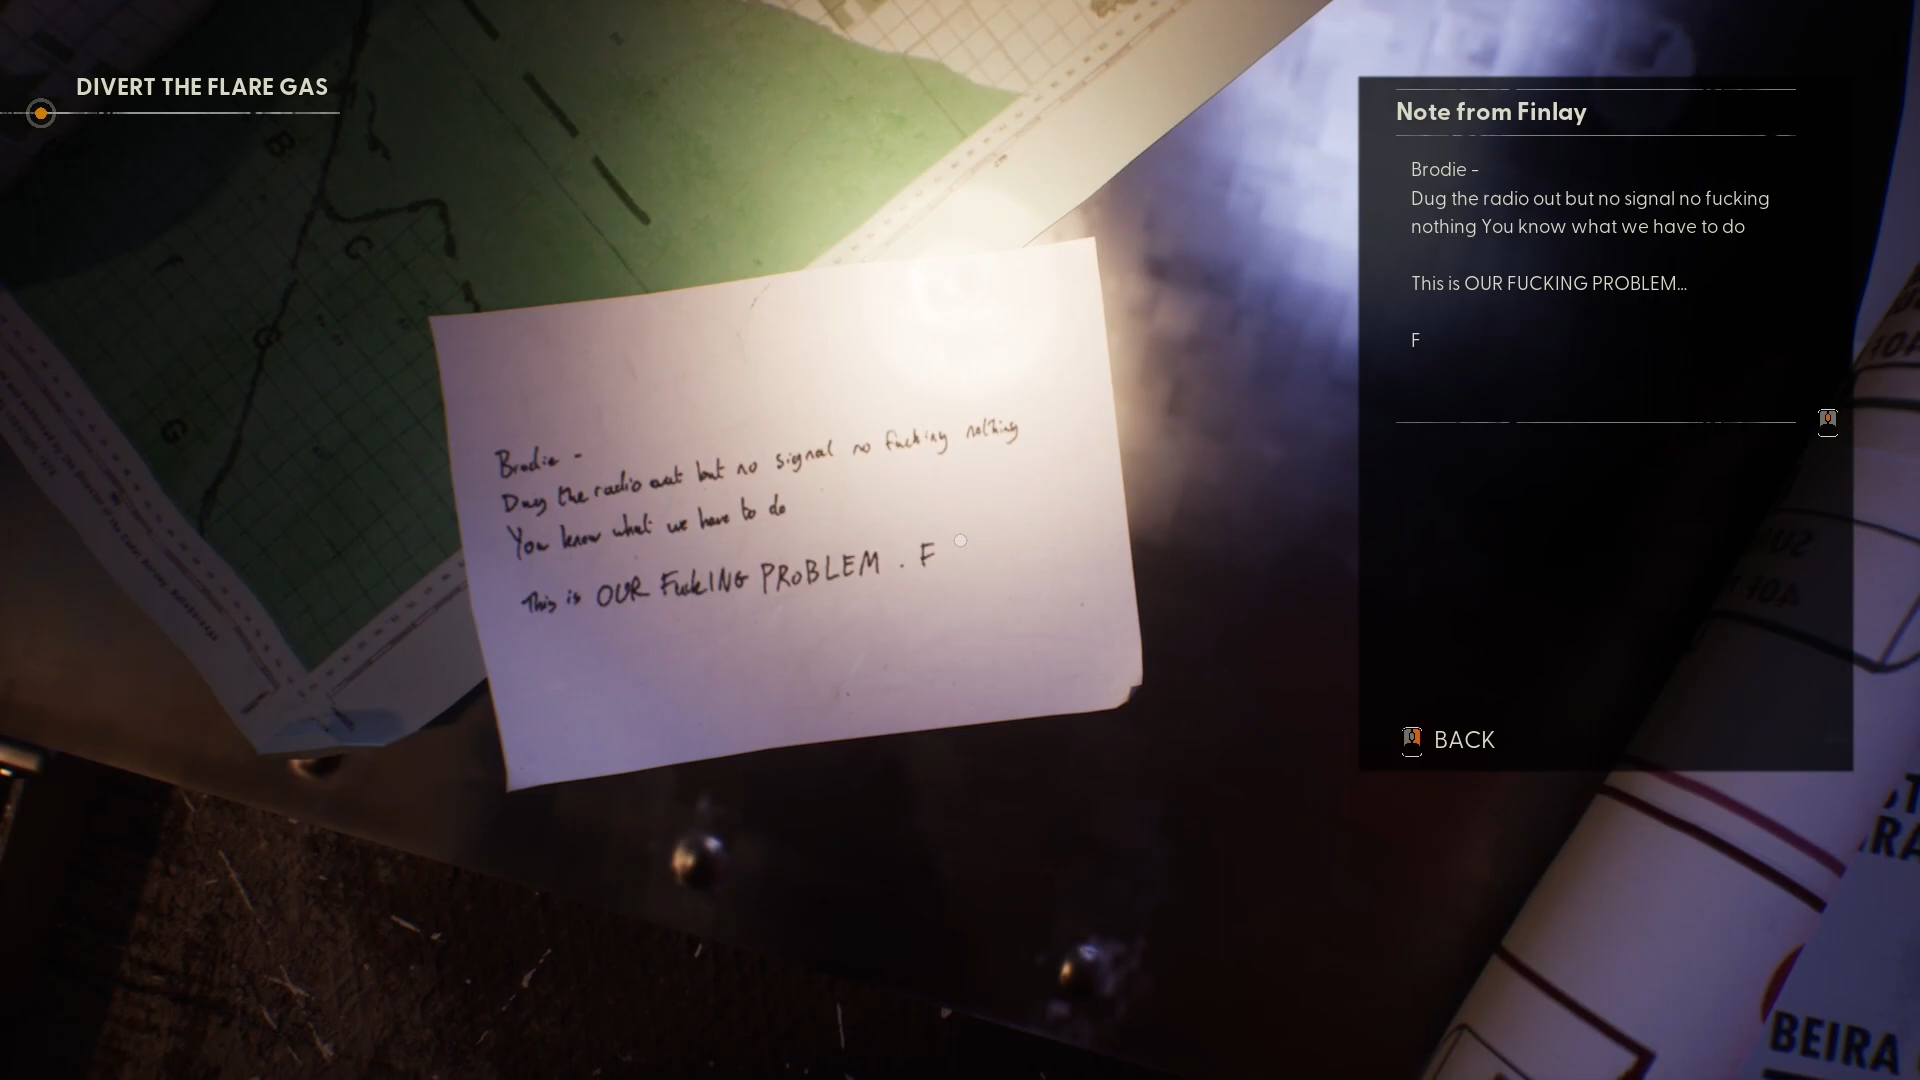 DIVERT THE FLARE GAS
Brodie -
Dug the radio out but no signal no fucking nothing
You know what we have to do
This is OUR FuckING PROBLEM . F
Note from Finlay
Brodie -
Dug the radio out but no signal no fucking
nothing You know what we have to do
This is OUR FUCKING PROBLEM...
F
BACK
B
G
G
G
BEIRA